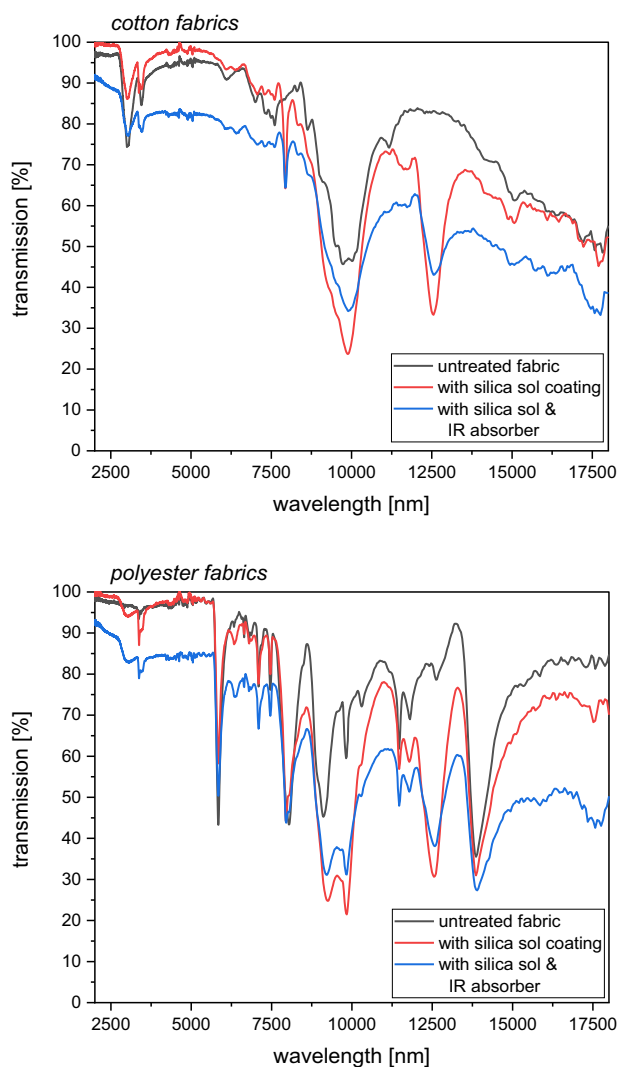 cotton fabrics
100
90
80
70
60
50
40
30
20
10
0
transmission [%]
untreated fabric
with silica sol coating
with silica sol &
IR absorber
2500 5000 7500 10000 12500 15000 17500
wavelength [nm]
polyester fabrics
100
90
80
70
60
50
40
30
20
10
0
transmission [%]
untreated fabric
with silica sol coating
with silica sol &
IR absorber
2500 5000 7500 10000 12500 15000 17500
wavelength [nm]